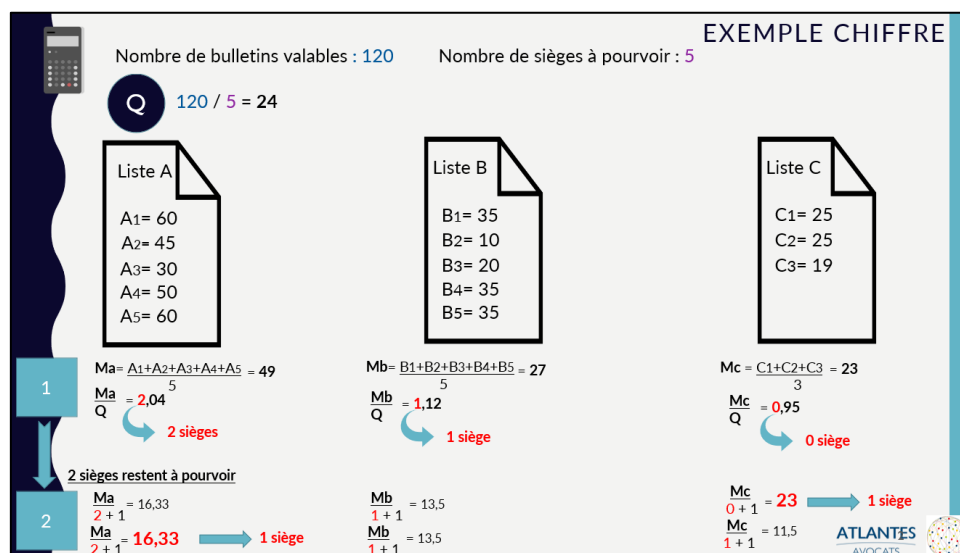 EXEMPLE CHIFFRE
Nombre de bulletins valables : 120
Nombre de sièges à pourvoir : 5
Q
120 / 5 = 24
Liste A
A1= 60
A2= 45
A3= 30
A4= 50
A5= 60
Liste B
B1= 35
B2= 10
B3= 20
B4= 35
B5= 35
Liste C
C1= 25
C2= 25
C3= 19
1
Ma= A1+A2+A3+A4+A5 = 49
5
Ma = 2,04
Q
2 sièges
Mb= B1+B2+B3+B4+B5 = 27
5
Mb = 1,12
Q
1 siège
Mc = C1+C2+C3 = 23
3
Mc = 0,95
Q
0 siège
2 sièges restent à pourvoir
2
Ma = 16,33
2 + 1
Ma = 16,33 1 siège
2 + 1
Mb = 13,5
1 + 1
Mb = 13,5
1 + 1
Mc = 23 1 siège
0 + 1
Mc = 11,5
1 + 1
ATLANTES
AVOCATS